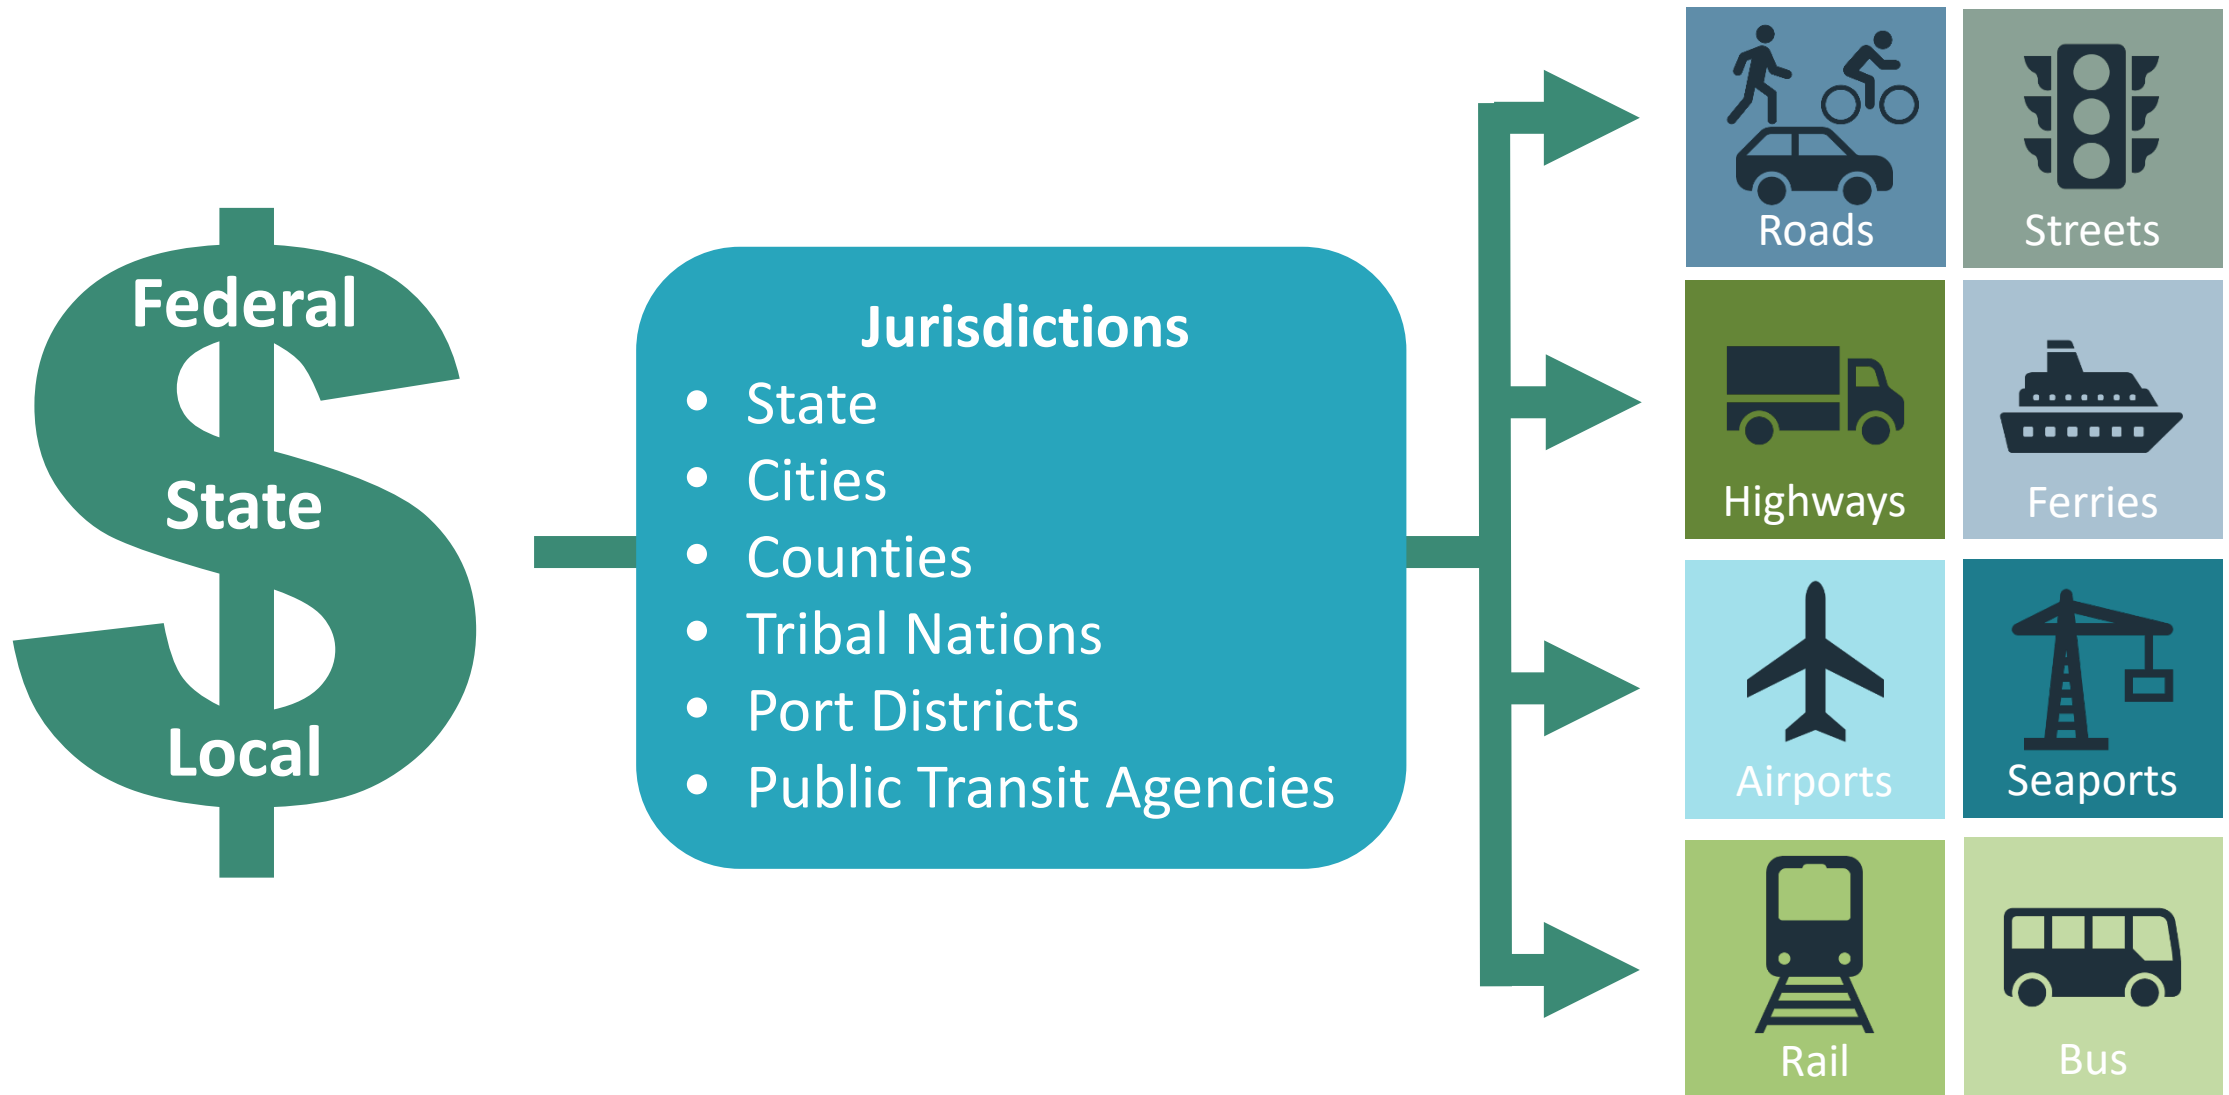 Federal
State
Local
Jurisdictions
• State
• Cities
• Counties
• Tribal Nations
• Port Districts
• Public Transit Agencies
Roads
Streets
Highways
Ferries
Airports
Seaports
Rail
Bus